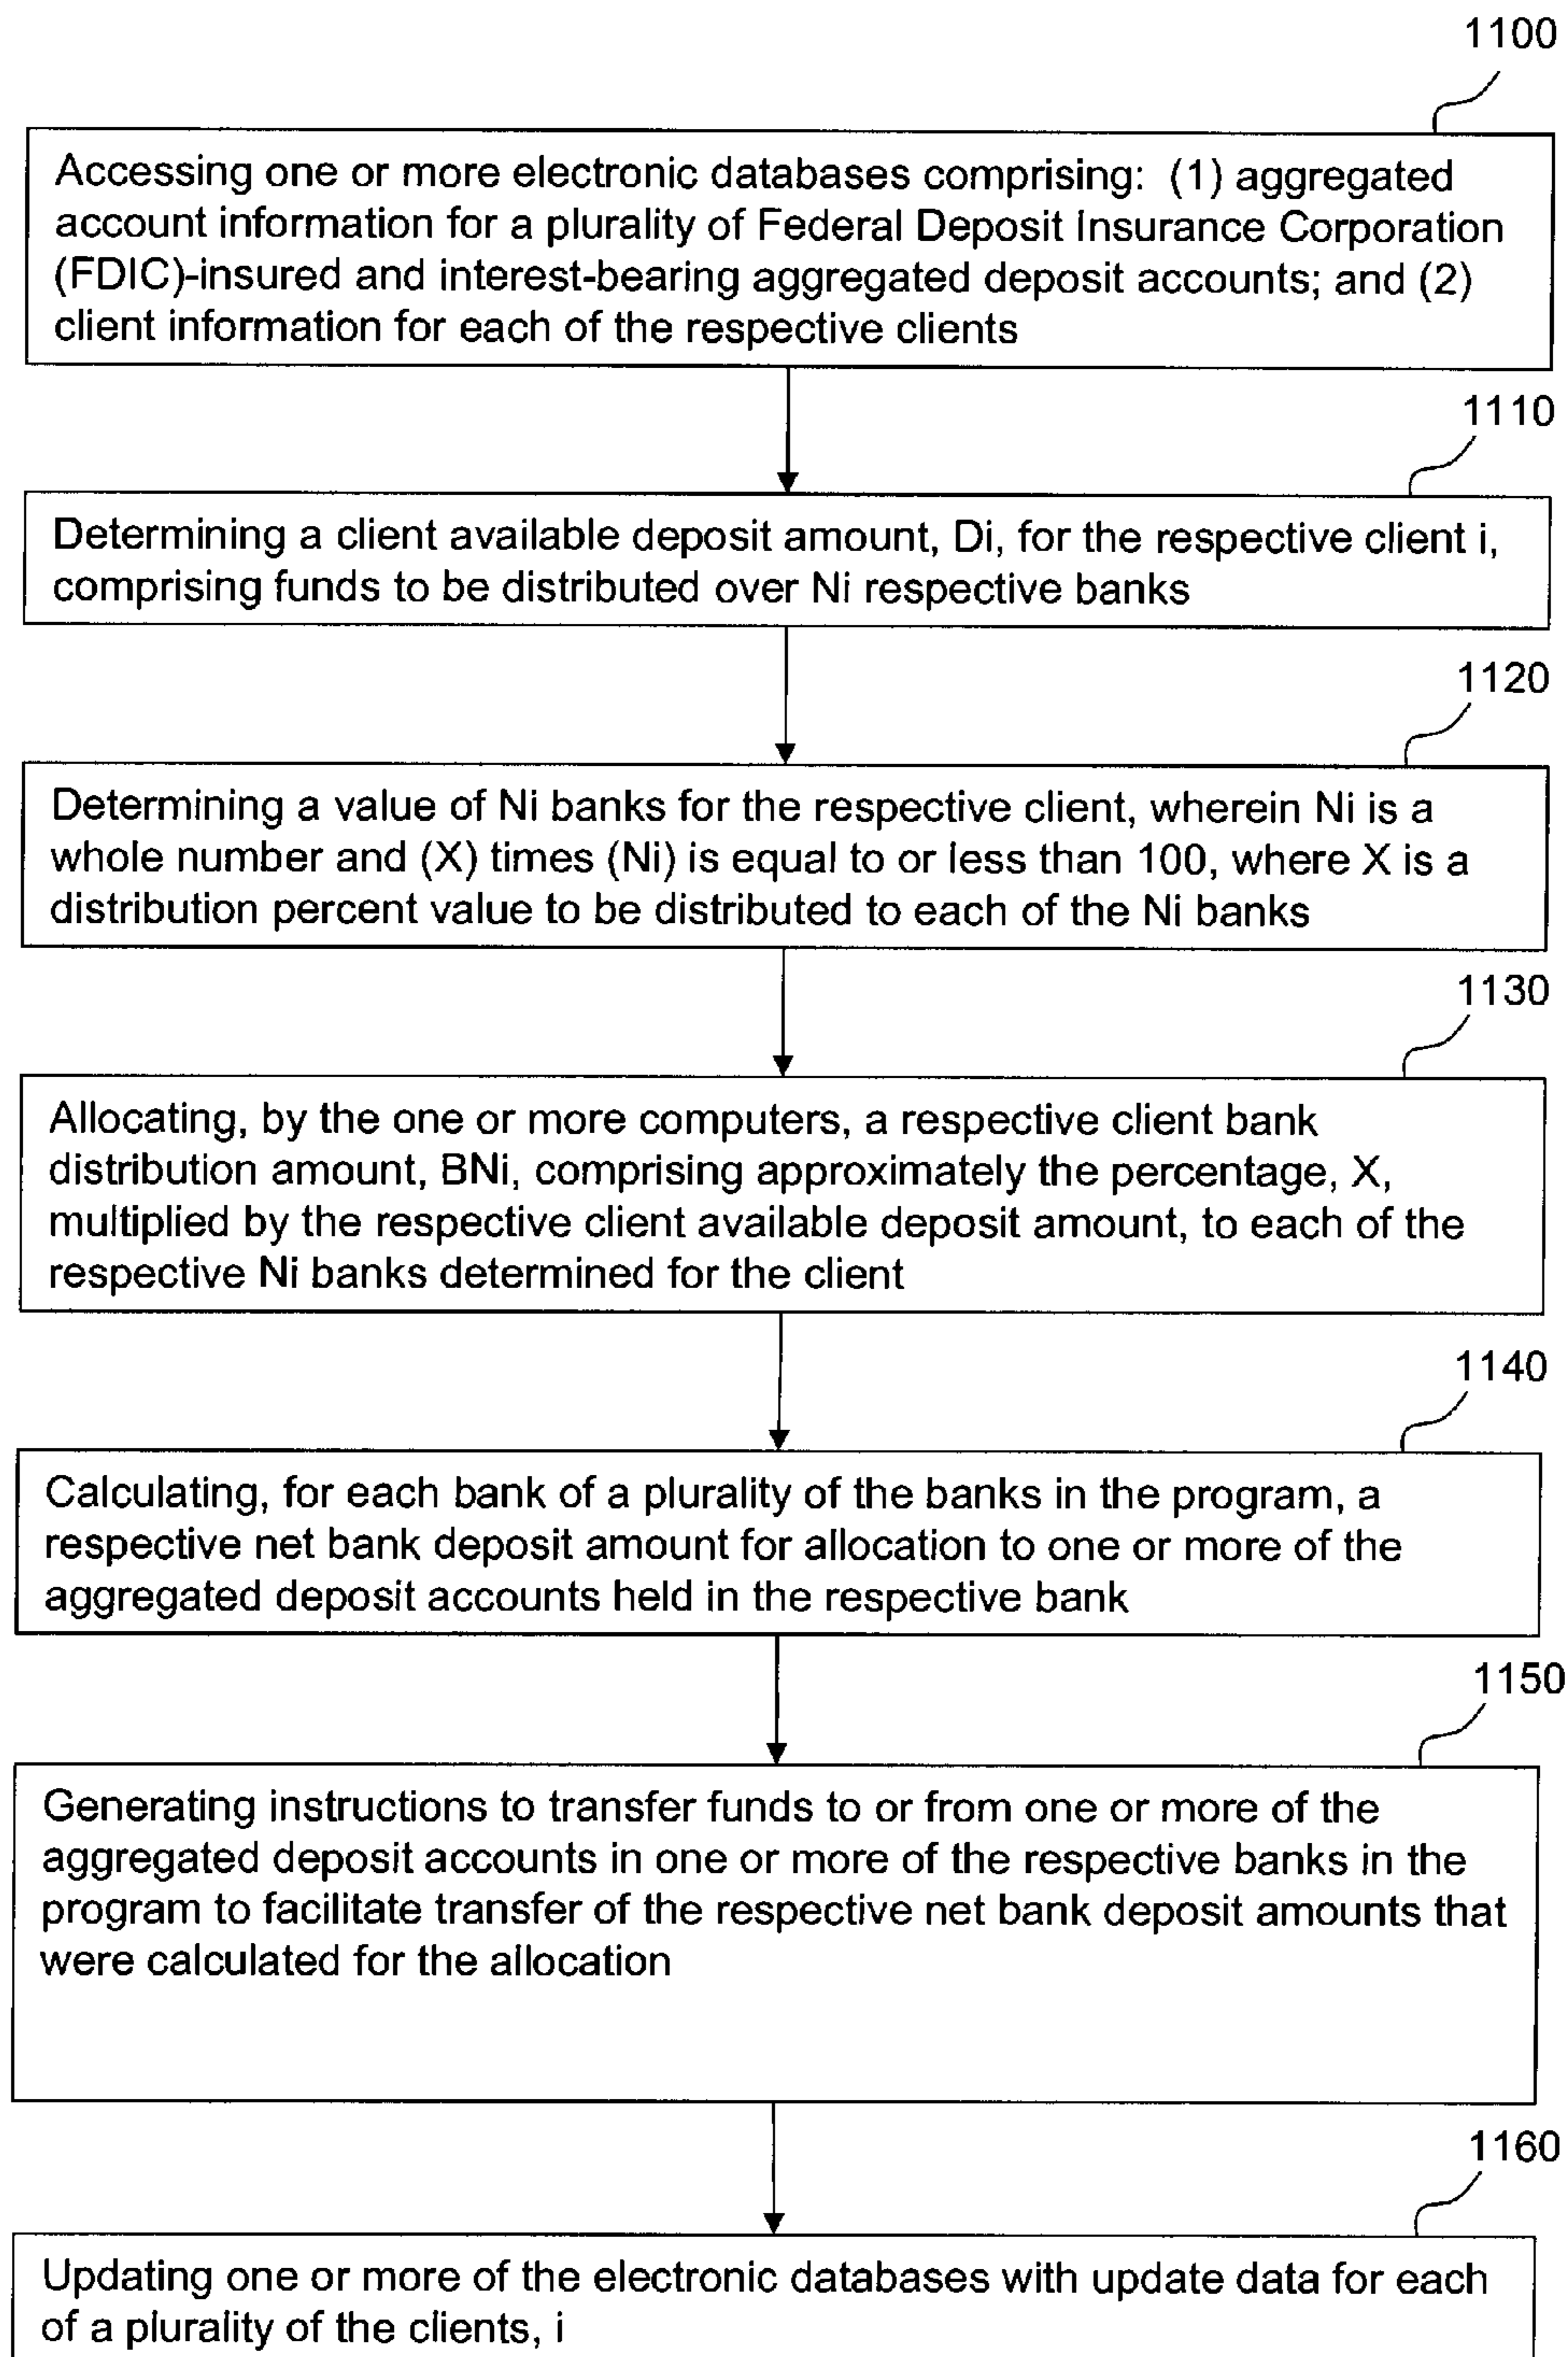 1100
Accessing one or more electronic databases comprising: (1) aggregated
account information for a plurality of Federal Deposit Insurance Corporation
(FDIC)-insured and interest-bearing aggregated deposit accounts; and (2)
client information for each of the respective clients
1110
Determining a client available deposit amount, Di, for the respective client i,
comprising funds to be distributed over Ni respective banks
1120
Determining a value of Ni banks for the respective client, wherein Ni is a
whole number and (X) times (Ni) is equal to or less than 100, where X is a
distribution percent value to be distributed to each of the Ni banks
1130
Allocating, by the one or more computers, a respective client bank
distribution amount, BNi, comprising approximately the percentage, X,
multiplied by the respective client available deposit amount, to each of the
respective Ni banks determined for the client
1140
Calculating, for each bank of a plurality of the banks in the program, a
respective net bank deposit amount for allocation to one or more of the
aggregated deposit accounts held in the respective bank
1150
Generating instructions to transfer funds to or from one or more of the
aggregated deposit accounts in one or more of the respective banks in the
program to facilitate transfer of the respective net bank deposit amounts that
were calculated for the allocation
1160
Updating one or more of the electronic databases with update data for each
of a plurality of the clients, i